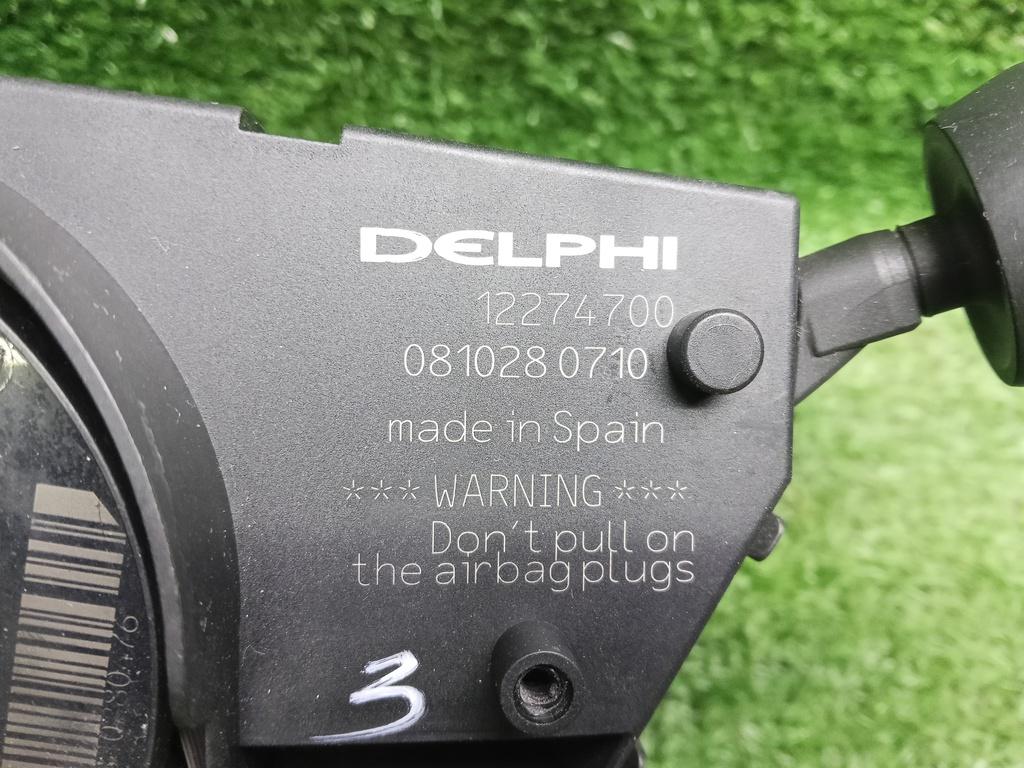 DELPHI
12274700
081028 0710
made in Spain
*** WARNING ***
Don't pull on
the airbag plugs
3